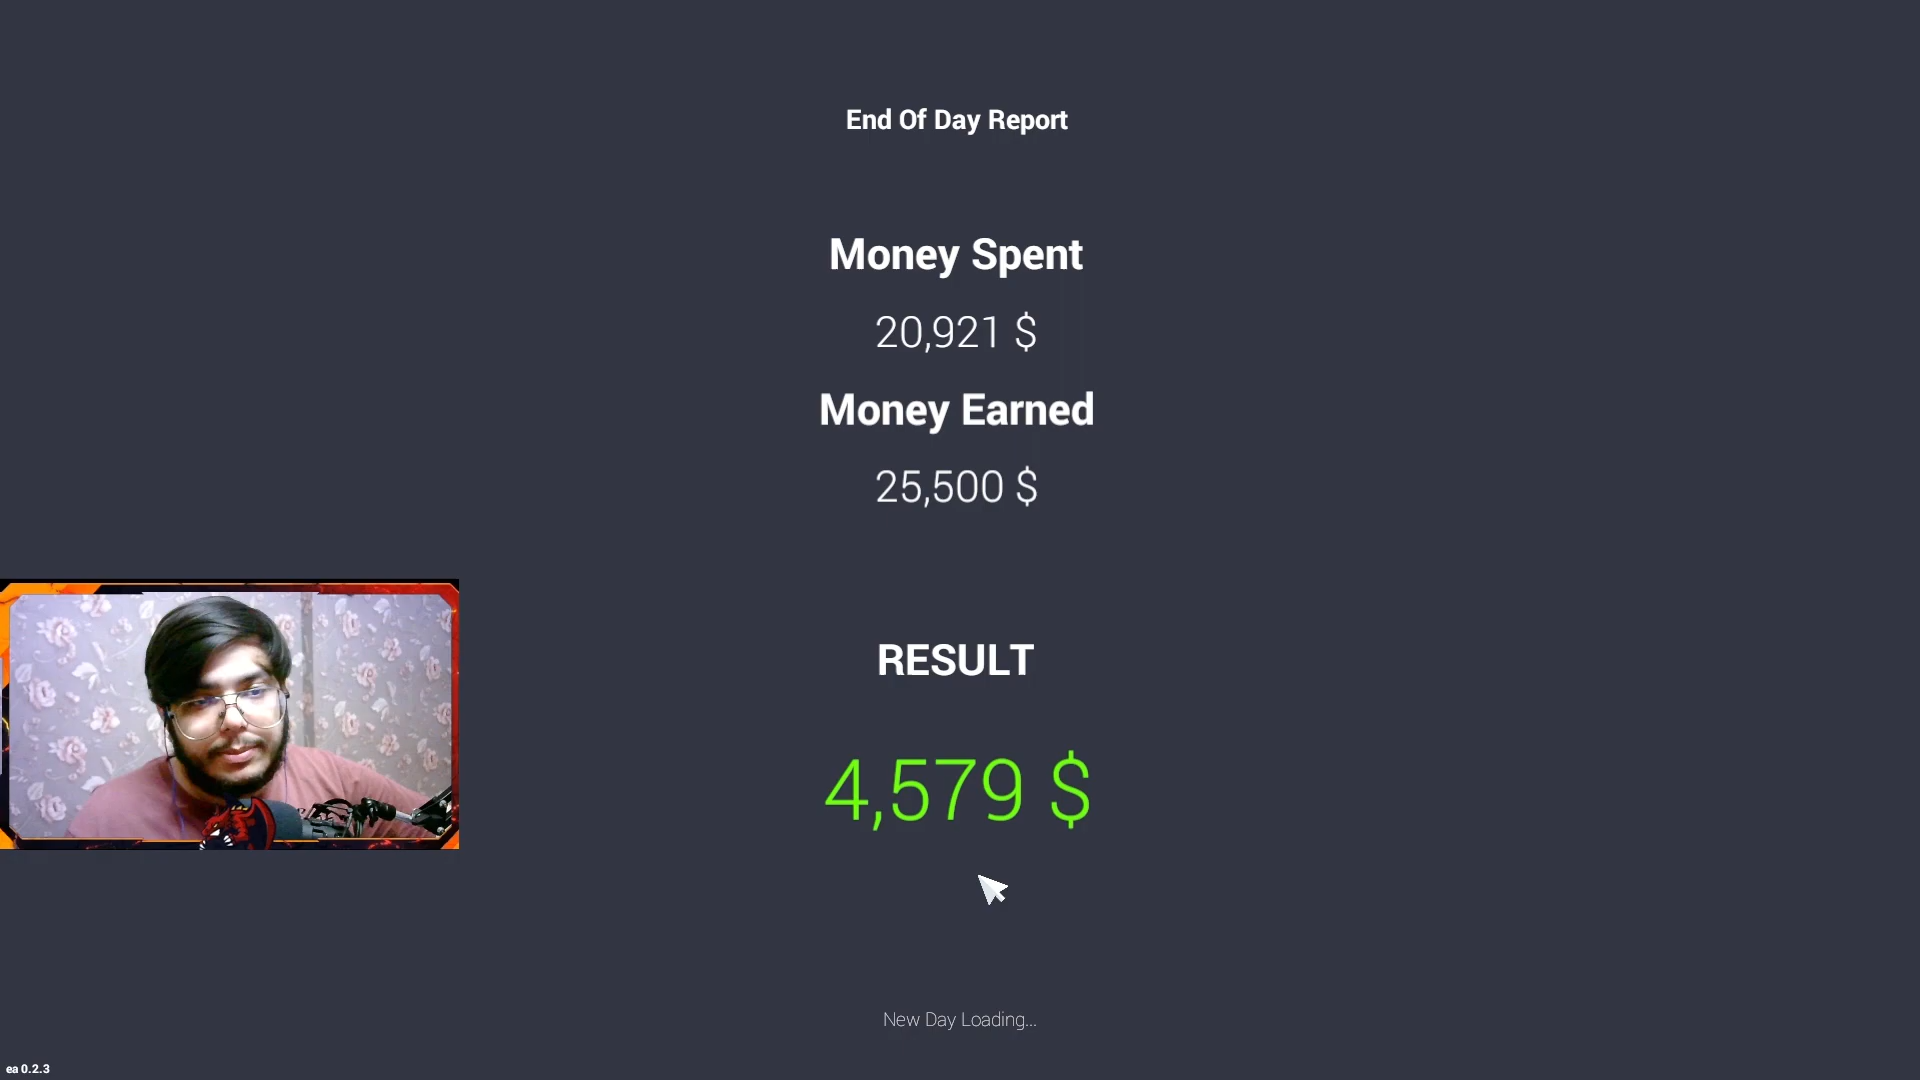 End Of Day Report
Money Spent
20,921 $
Money Earned
25,500 $
RESULT
4,579 $
New Day Loading...
ea 0.2.3